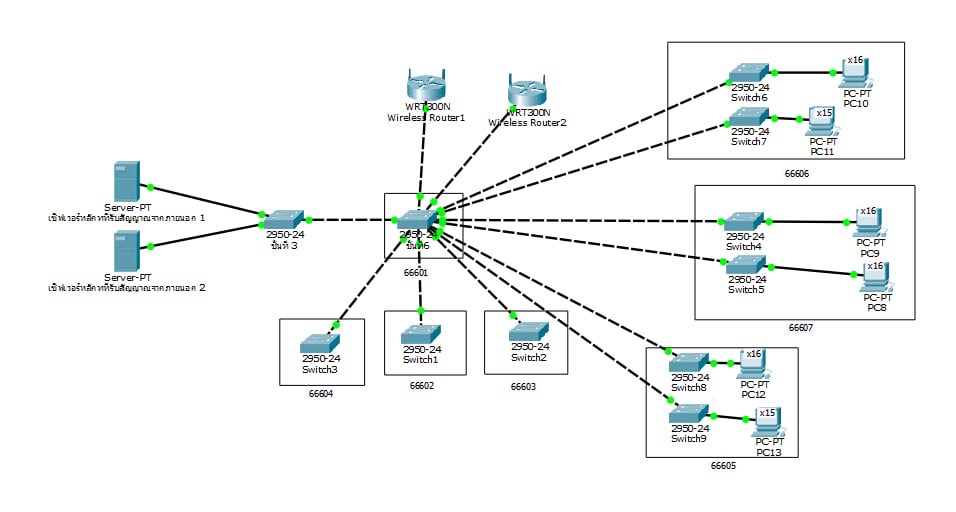 WRT300N
Wireless Router1
WRT300N
Wireless Router2
x16
2950-24
Switch6
PC-PT
PC10
x15
2950-24
Switch7
PC-PT
PC11
66606
Server-PT
เซิฟเวอร์หลักที่รับสัญญาณจากภายนอก 1
2950-24
ชั้นที่ 3
Server-PT
เซิฟเวอร์หลักที่รับสัญญาณจากภายนอก 2
2950-24
ชั้นที่6
66601
x16
2950-24
Switch4
PC-PT
PC9
x16
2950-24
Switch5
PC-PT
PC8
66607
2950-24
Switch3
66604
2950-24
Switch1
66602
2950-24
Switch2
66603
x16
2950-24
Switch8
PC-PT
PC12
x15
2950-24
Switch9
PC-PT
PC13
66605